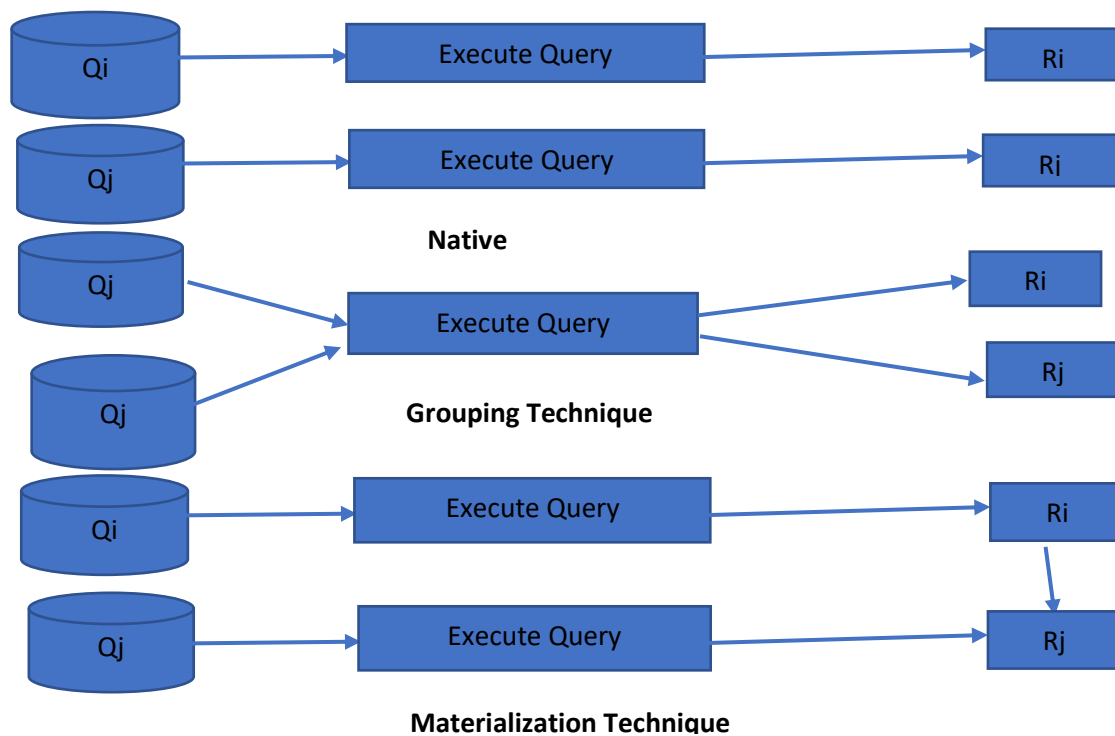 Qi Execute Query Ri
Qj Execute Query Rj
Native
Qj Ri
Execute Query
Qj Rj
Grouping Technique
Qi Execute Query Ri
Qj Execute Query Rj
Materialization Technique